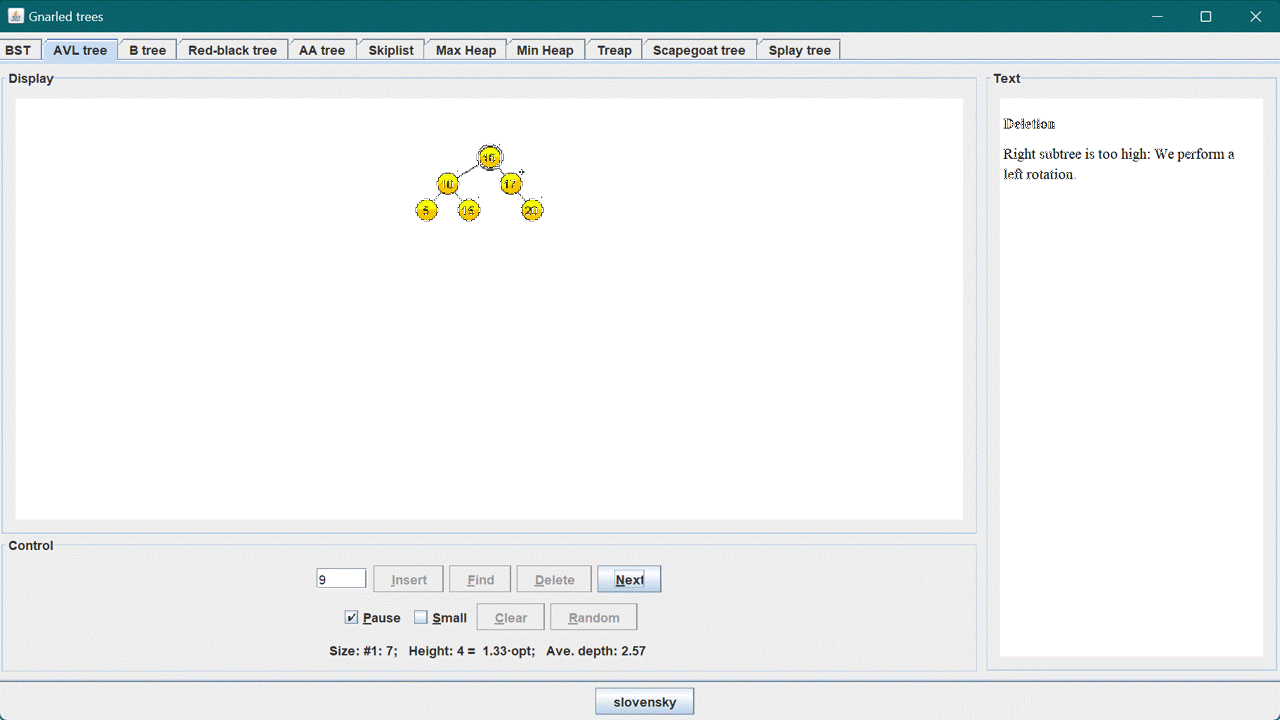 Gnarled trees
BST AVL tree B tree Red-black tree AA tree Skiplist Max Heap Min Heap Treap Scapegoat tree Splay tree
Display
Text
Deletion
Right subtree is too high: We perform a
left rotation.
16
10 17
5 15 20
Control
9 Insert Find Delete Next
Pause Small Clear Random
Size: #1: 7; Height: 4 = 1.33·opt; Ave. depth: 2.57
slovensky